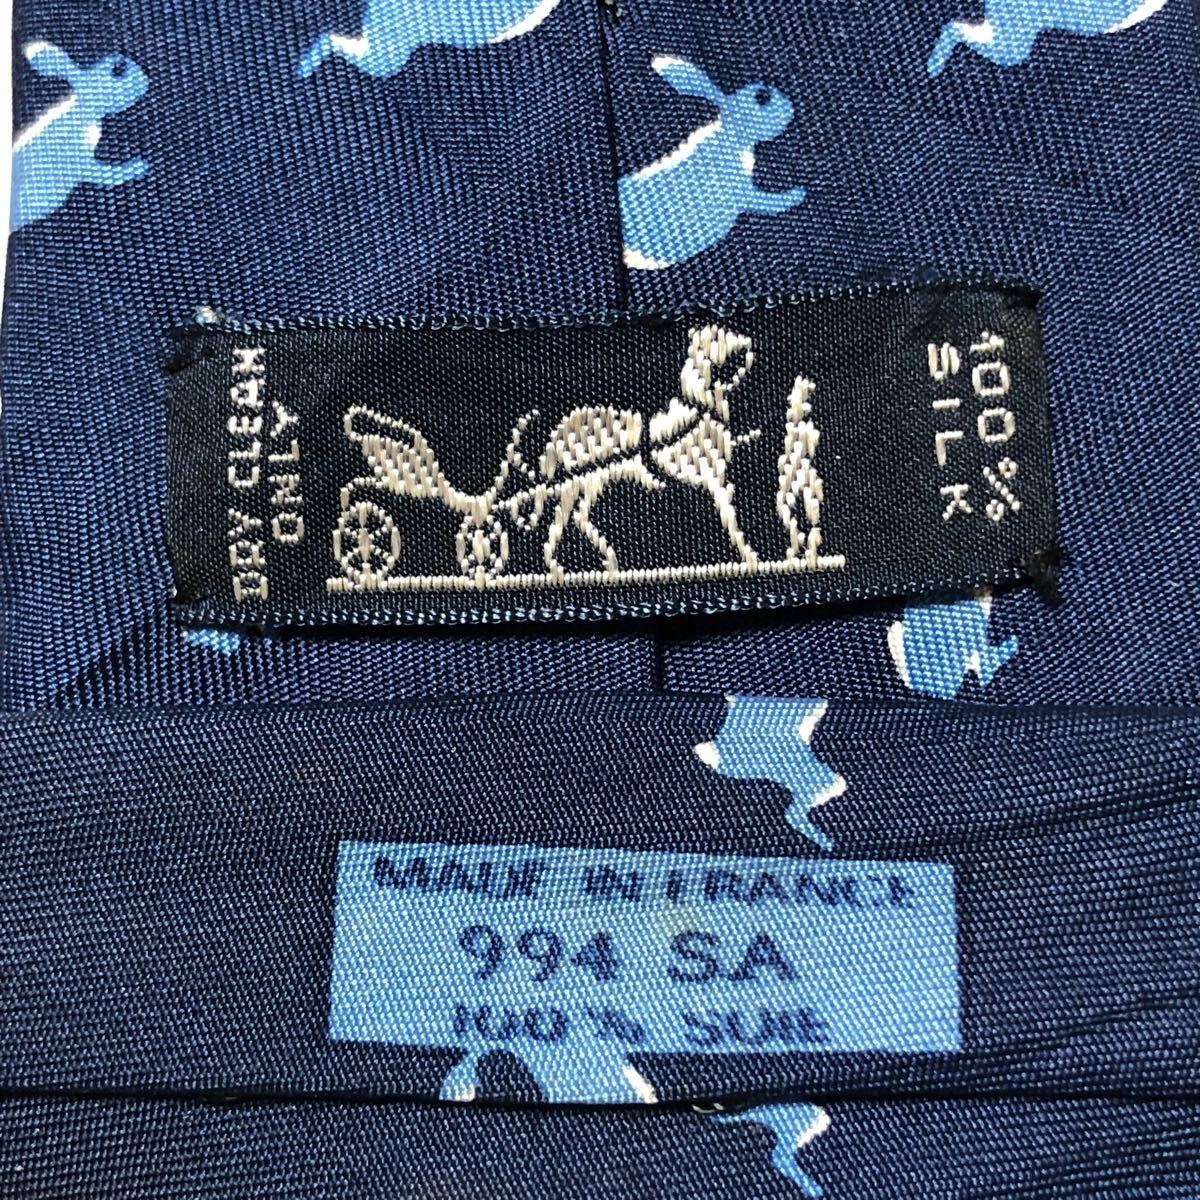 DRY CLEAN
ONLY
100%
SILK
MADE IN FRANCE
994 SA
100% SOIE